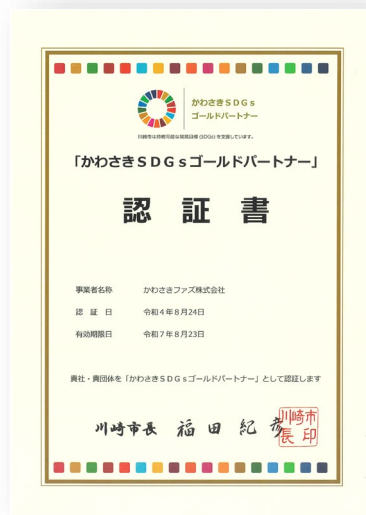 かわさきSDGs
ゴールドパートナー
川崎市は持続可能な開発目標(SDGs)を支援しています。
「かわさきSDGsゴールドパートナー」
認証書
事業者名称 かわさきファズ株式会社
認証日 令和4年8月24日
有効期限日 令和7年8月23日
貴社・貴団体を「かわさきSDGsゴールドパートナー」として認証します
川崎市長 福田紀彦
川崎市
長印